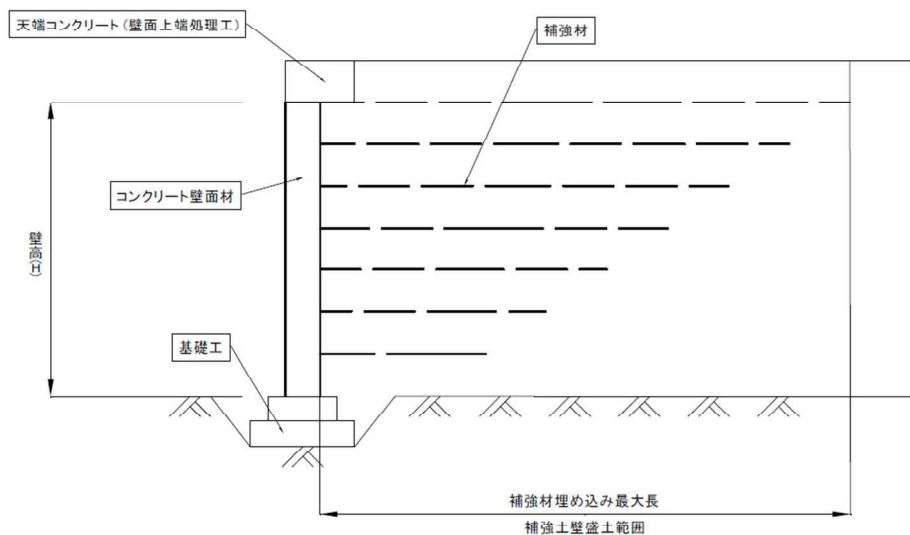 天端コンクリート(壁面上端処理工)
補強材
コンクリート壁面材
壁高(H)
基礎工
補強材埋め込み最大長
補強土壁盛土範囲